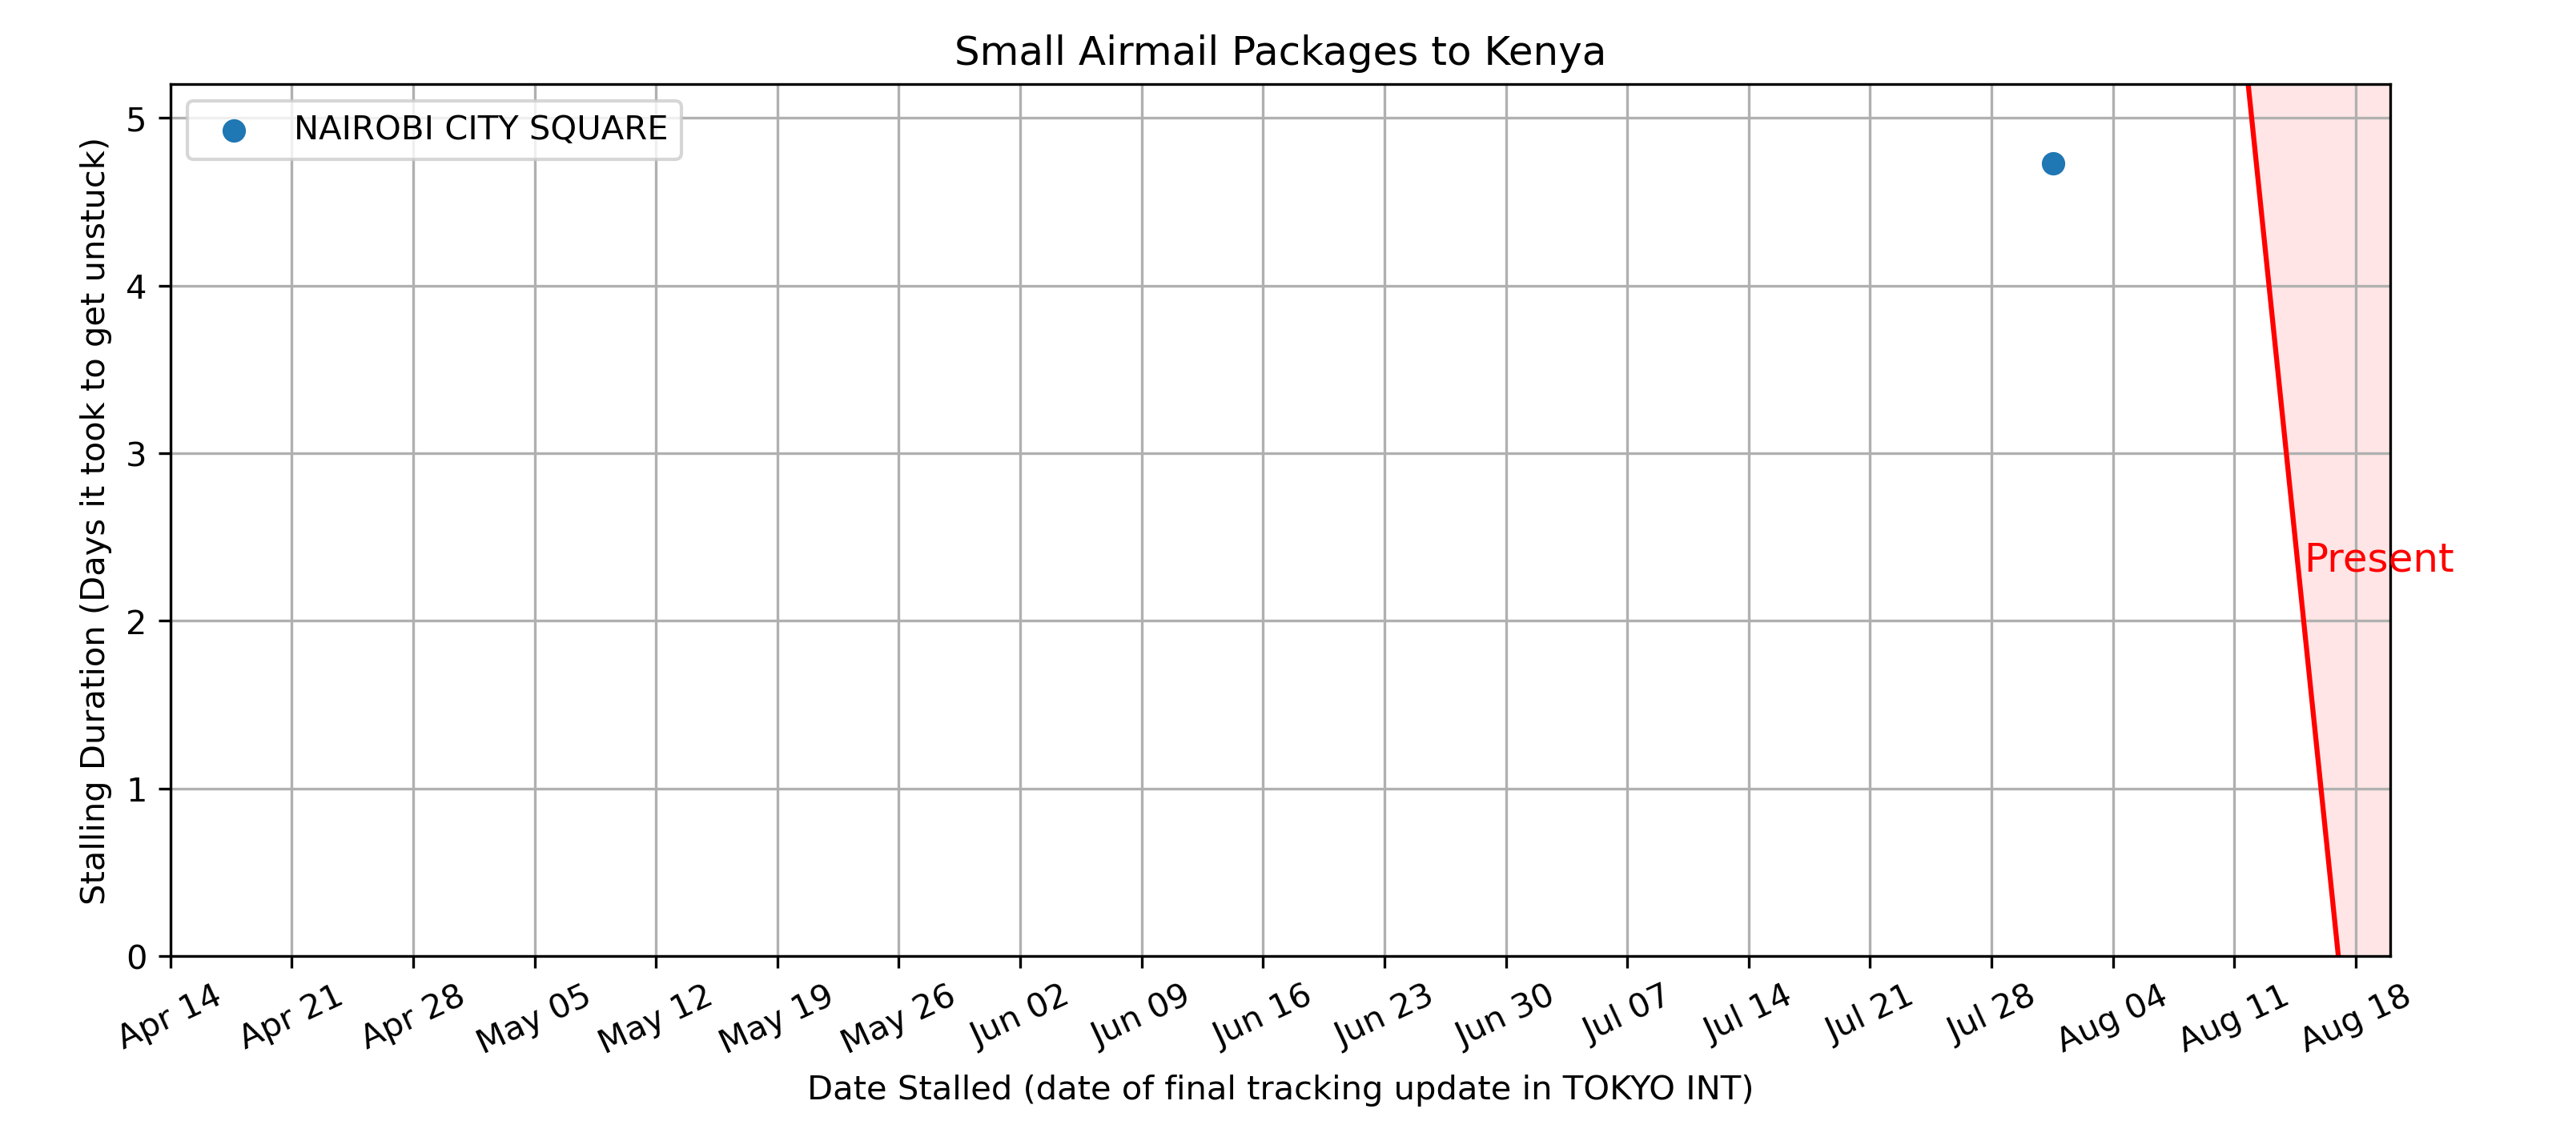 Small Airmail Packages to Kenya
NAIROBI CITY SQUARE
Stalling Duration (Days it took to get unstuck)
5
4
3
2
1
0
Present
Apr 14
Apr 21
Apr 28
May 05
May 12
May 19
May 26
Jun 02
Jun 09
Jun 16
Jun 23
Jun 30
Jul 07
Jul 14
Jul 21
Jul 28
Aug 04
Aug 11
Aug 18
Date Stalled (date of final tracking update in TOKYO INT)